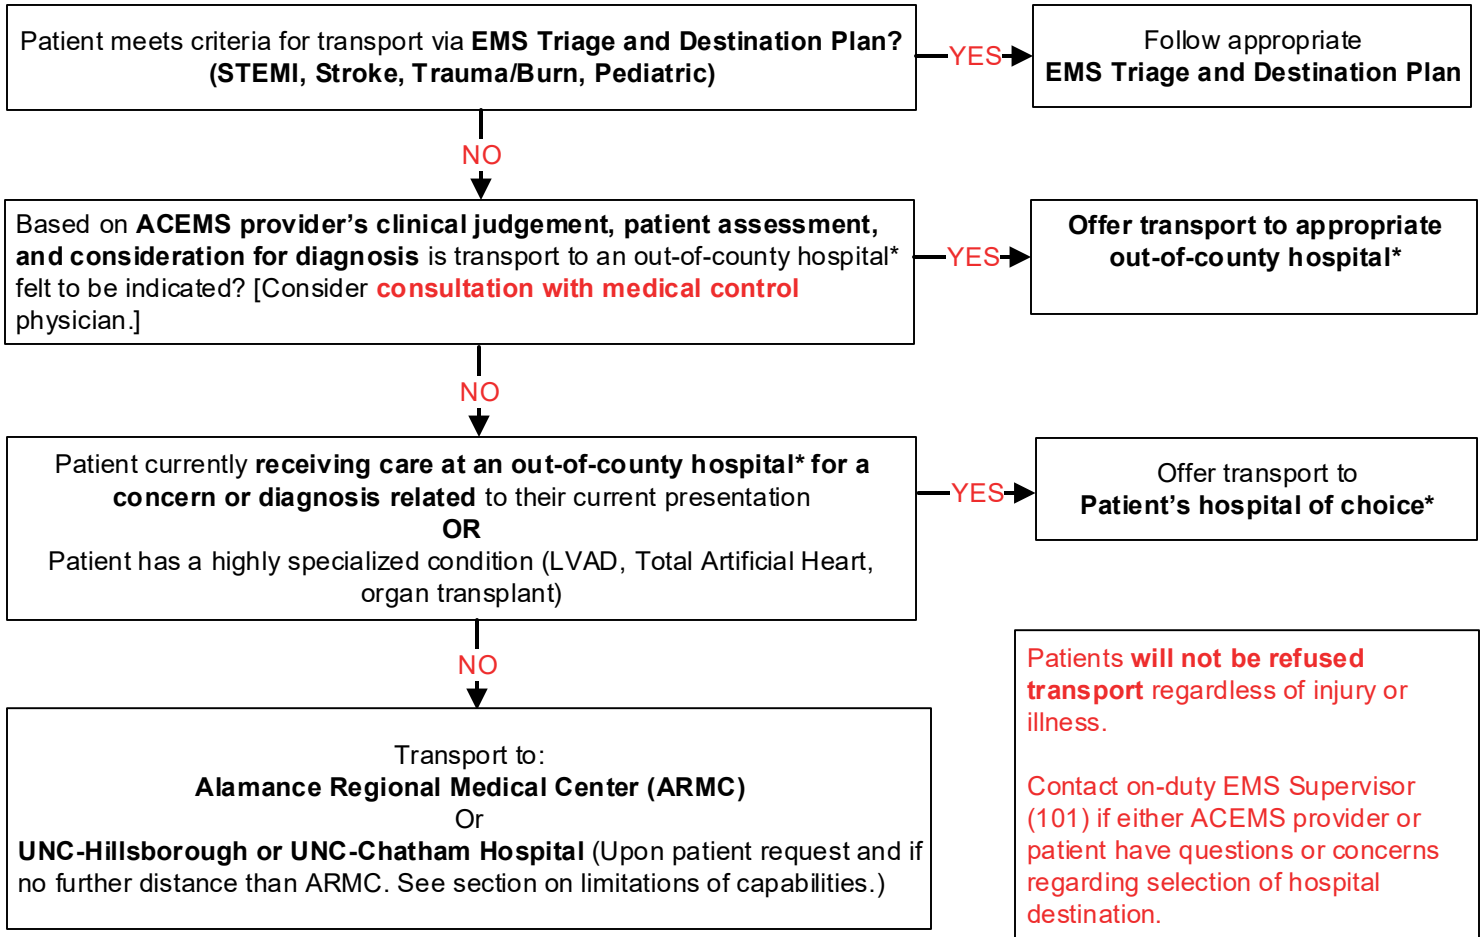 Patient meets criteria for transport via EMS Triage and Destination Plan?
(STEMI, Stroke, Trauma/Burn, Pediatric)
YES
Follow appropriate
EMS Triage and Destination Plan
NO
Based on ACEMS provider's clinical judgement, patient assessment,
and consideration for diagnosis is transport to an out-of-county hospital*
felt to be indicated? [Consider consultation with medical control
physician.]
YES
Offer transport to appropriate
out-of-county hospital*
NO
Patient currently receiving care at an out-of-county hospital* for a
concern or diagnosis related to their current presentation
OR
Patient has a highly specialized condition (LVAD, Total Artificial Heart,
organ transplant)
YES
Offer transport to
Patient's hospital of choice*
NO
Transport to:
Alamance Regional Medical Center (ARMC)
Or
UNC-Hillsborough or UNC-Chatham Hospital (Upon patient request and if
no further distance than ARMC. See section on limitations of capabilities.)
Patients will not be refused
transport regardless of injury or
illness.
Contact on-duty EMS Supervisor
(101) if either ACEMS provider or
patient have questions or concerns
regarding selection of hospital
destination.